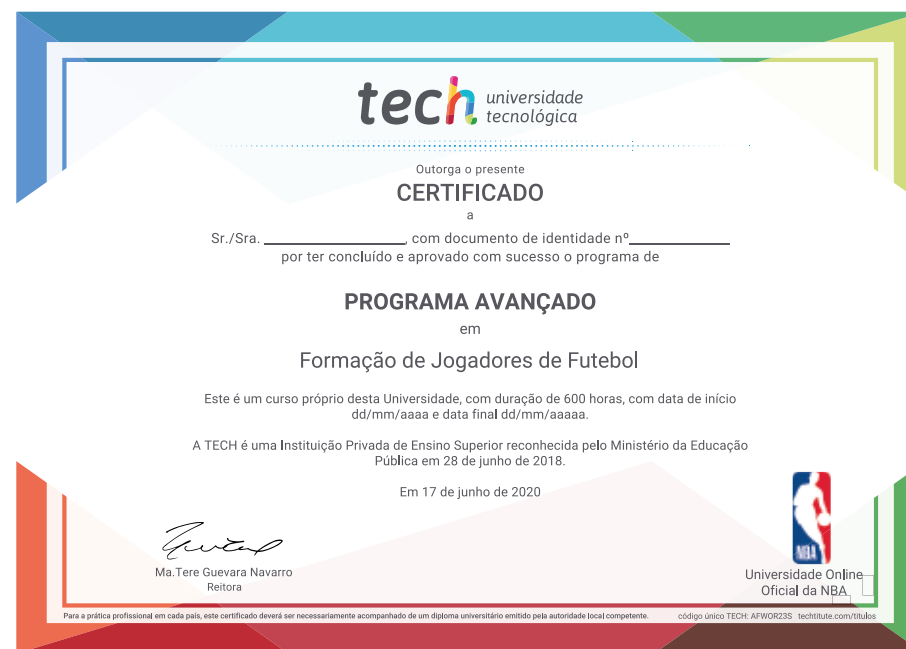 tech universidade
tecnológica
Outorga o presente
CERTIFICADO
a
Sr./Sra. ____________________, com documento de identidade nº______________
por ter concluído e aprovado com sucesso o programa de
PROGRAMA AVANÇADO
em
Formação de Jogadores de Futebol
Este é um curso próprio desta Universidade, com duração de 600 horas, com data de início
dd/mm/aaaa e data final dd/mm/aaaaa.
A TECH é uma Instituição Privada de Ensino Superior reconhecida pelo Ministério da Educação
Pública em 28 de junho de 2018.
Em 17 de junho de 2020
Ma.Tere Guevara Navarro
Reitora
NBA
Universidade Online
Oficial da NBA
Para a prática profissional em cada país, este certificado deverá ser necessariamente acompanhado de um diploma universitário emitido pela autoridade local competente.
código único TECH: AFWOR23S techtitute.com/titulos